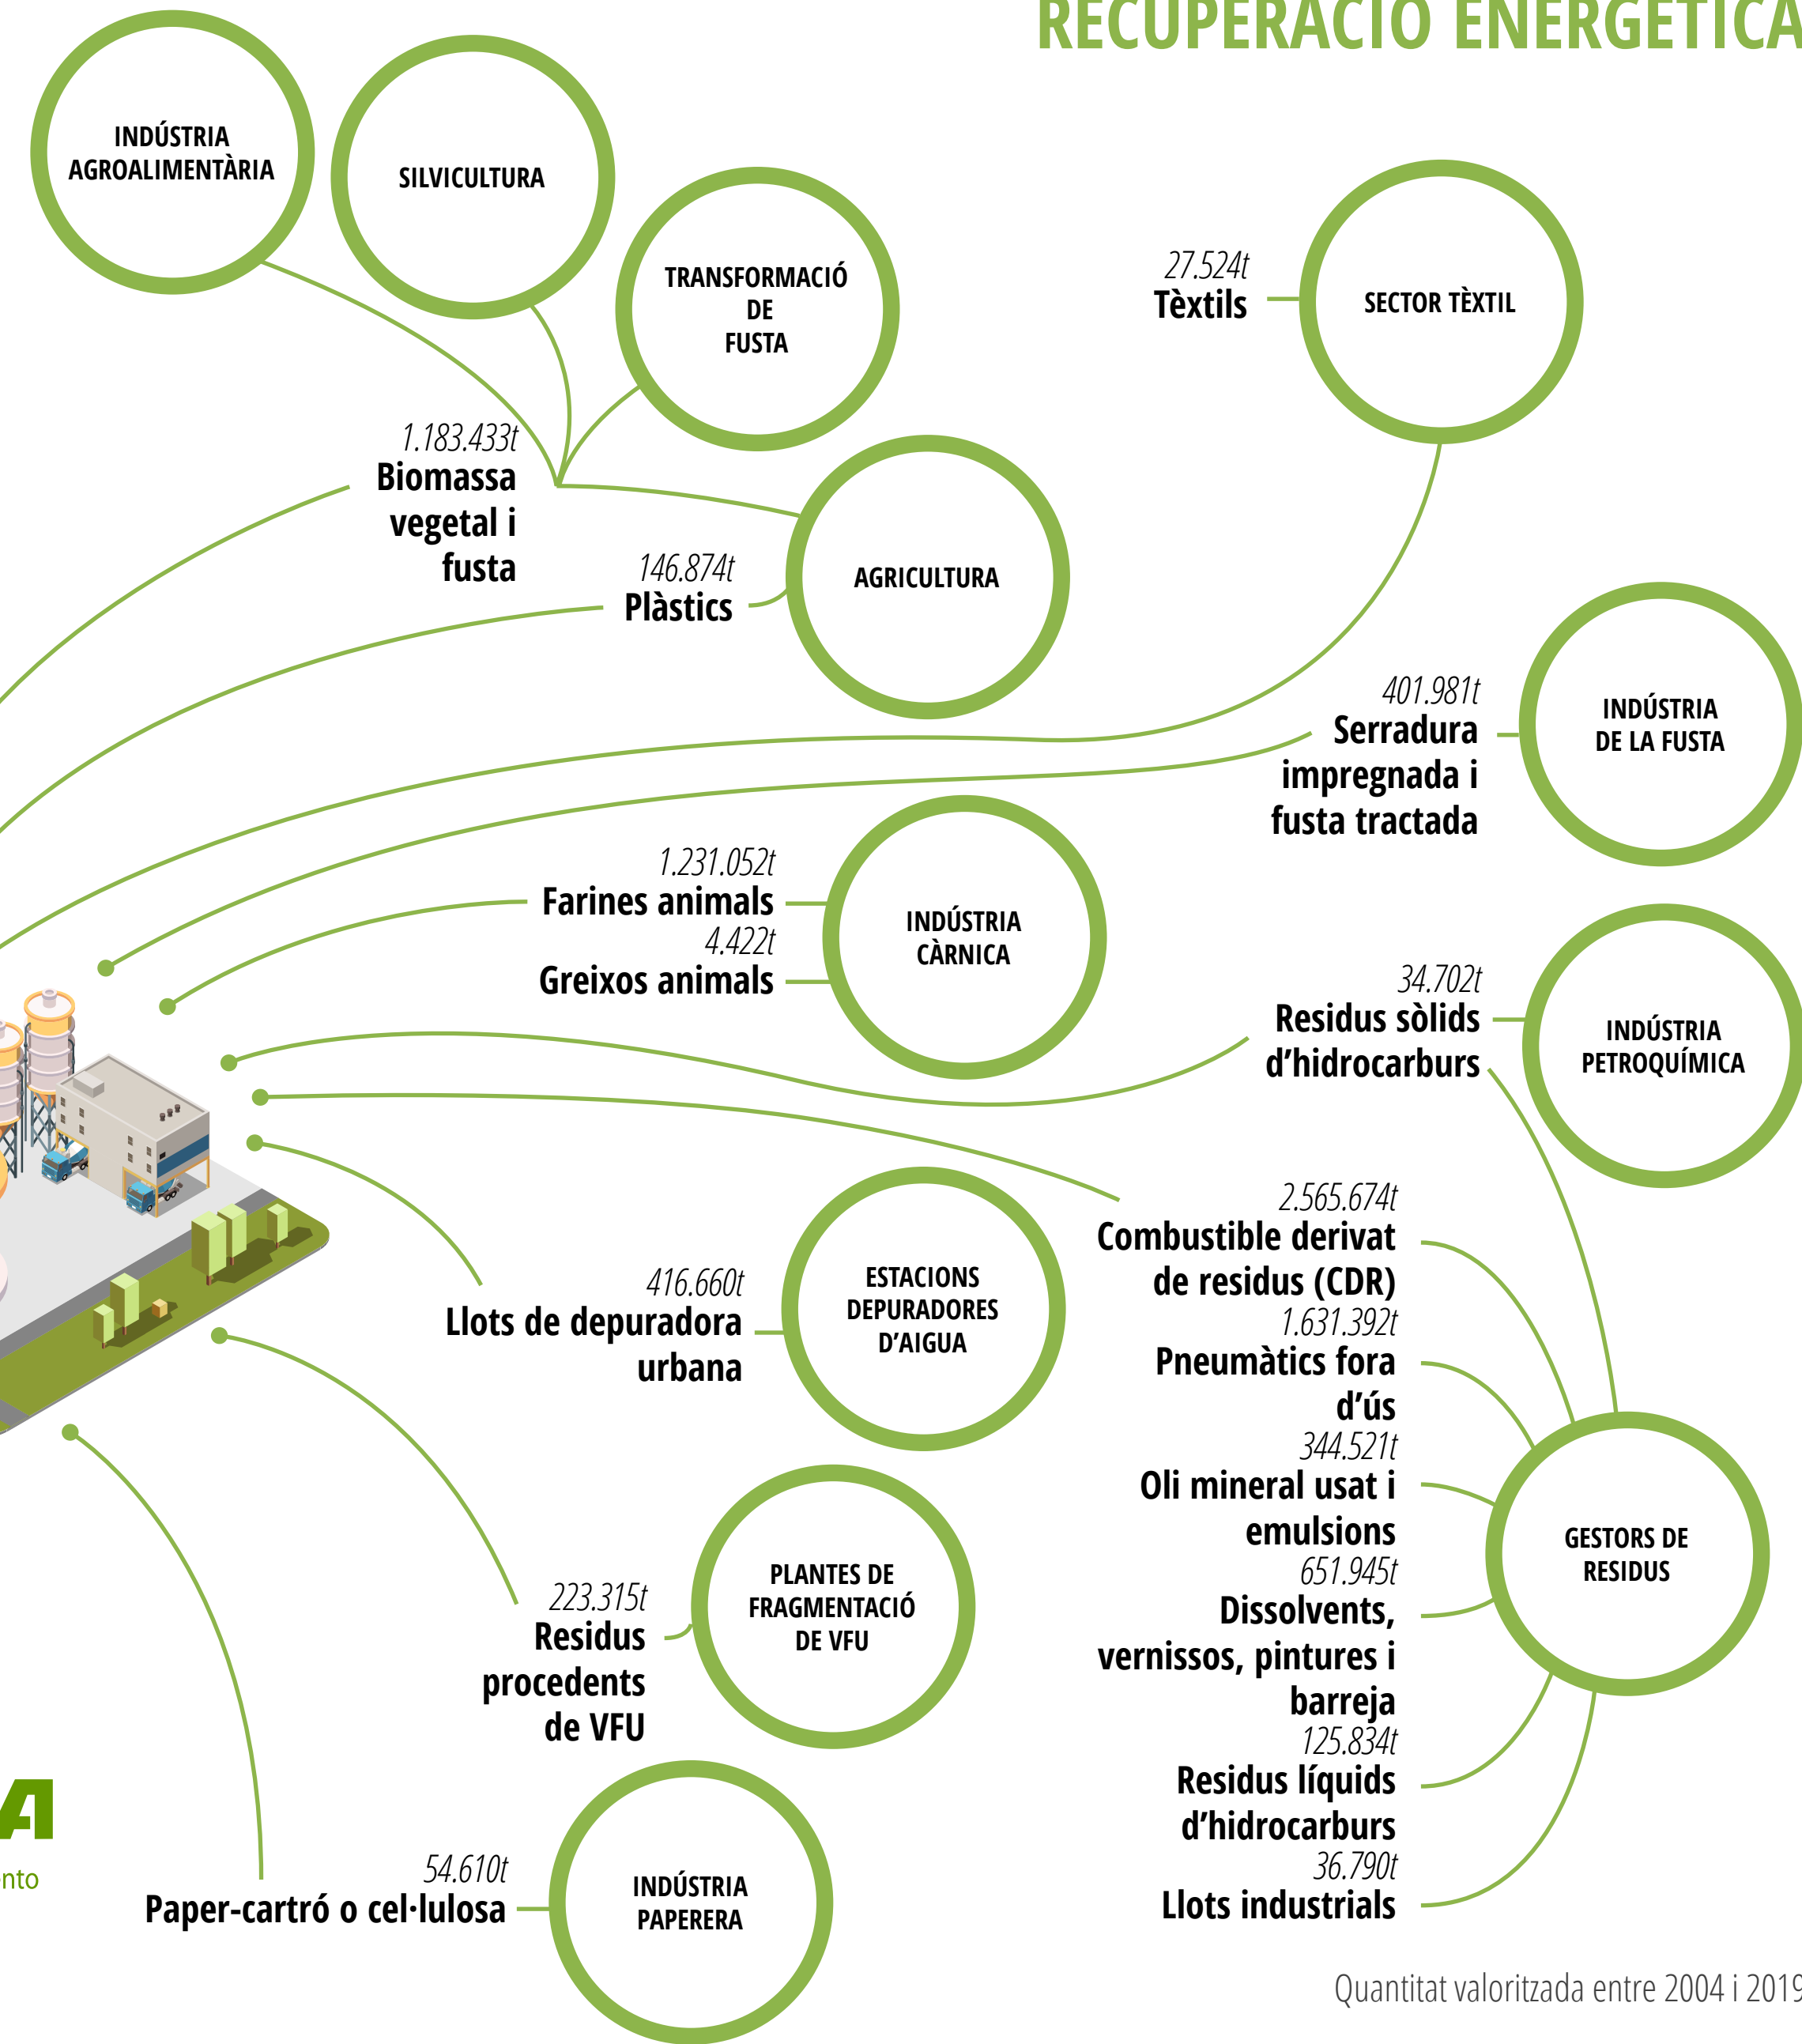 RECUPERACIÓ ENERGÈTICA
INDÚSTRIA
AGROALIMENTÀRIA
SILVICULTURA
TRANSFORMACIÓ
DE
FUSTA
27.524t
Tèxtils
SECTOR TÈXTIL
1.183.433t
Biomassa
vegetal i
fusta
146.874t
Plàstics
AGRICULTURA
401.981t
Serradura
impregnada i
fusta tractada
INDÚSTRIA
DE LA FUSTA
1.231.052t
Farines animals
4.422t
Greixos animals
INDÚSTRIA
CÀRNICA
34.702t
Residus sòlids
d’hidrocarburs
INDÚSTRIA
PETROQUÍMICA
416.660t
Llots de depuradora
urbana
ESTACIONS
DEPURADORES
D’AIGUA
2.565.674t
Combustible derivat
de residus (CDR)
1.631.392t
Pneumàtics fora
d’ús
344.521t
Oli mineral usat i
emulsions
651.945t
Dissolvents,
vernissos, pintures i
barreja
125.834t
Residus líquids
d’hidrocarburs
36.790t
Llots industrials
GESTORS DE
RESIDUS
223.315t
Residus
procedents
de VFU
PLANTES DE
FRAGMENTACIÓ
DE VFU
A
nto
54.610t
Paper-cartró o cel·lulosa
INDÚSTRIA
PAPERERA
Quantitat valoritzada entre 2004 i 2019